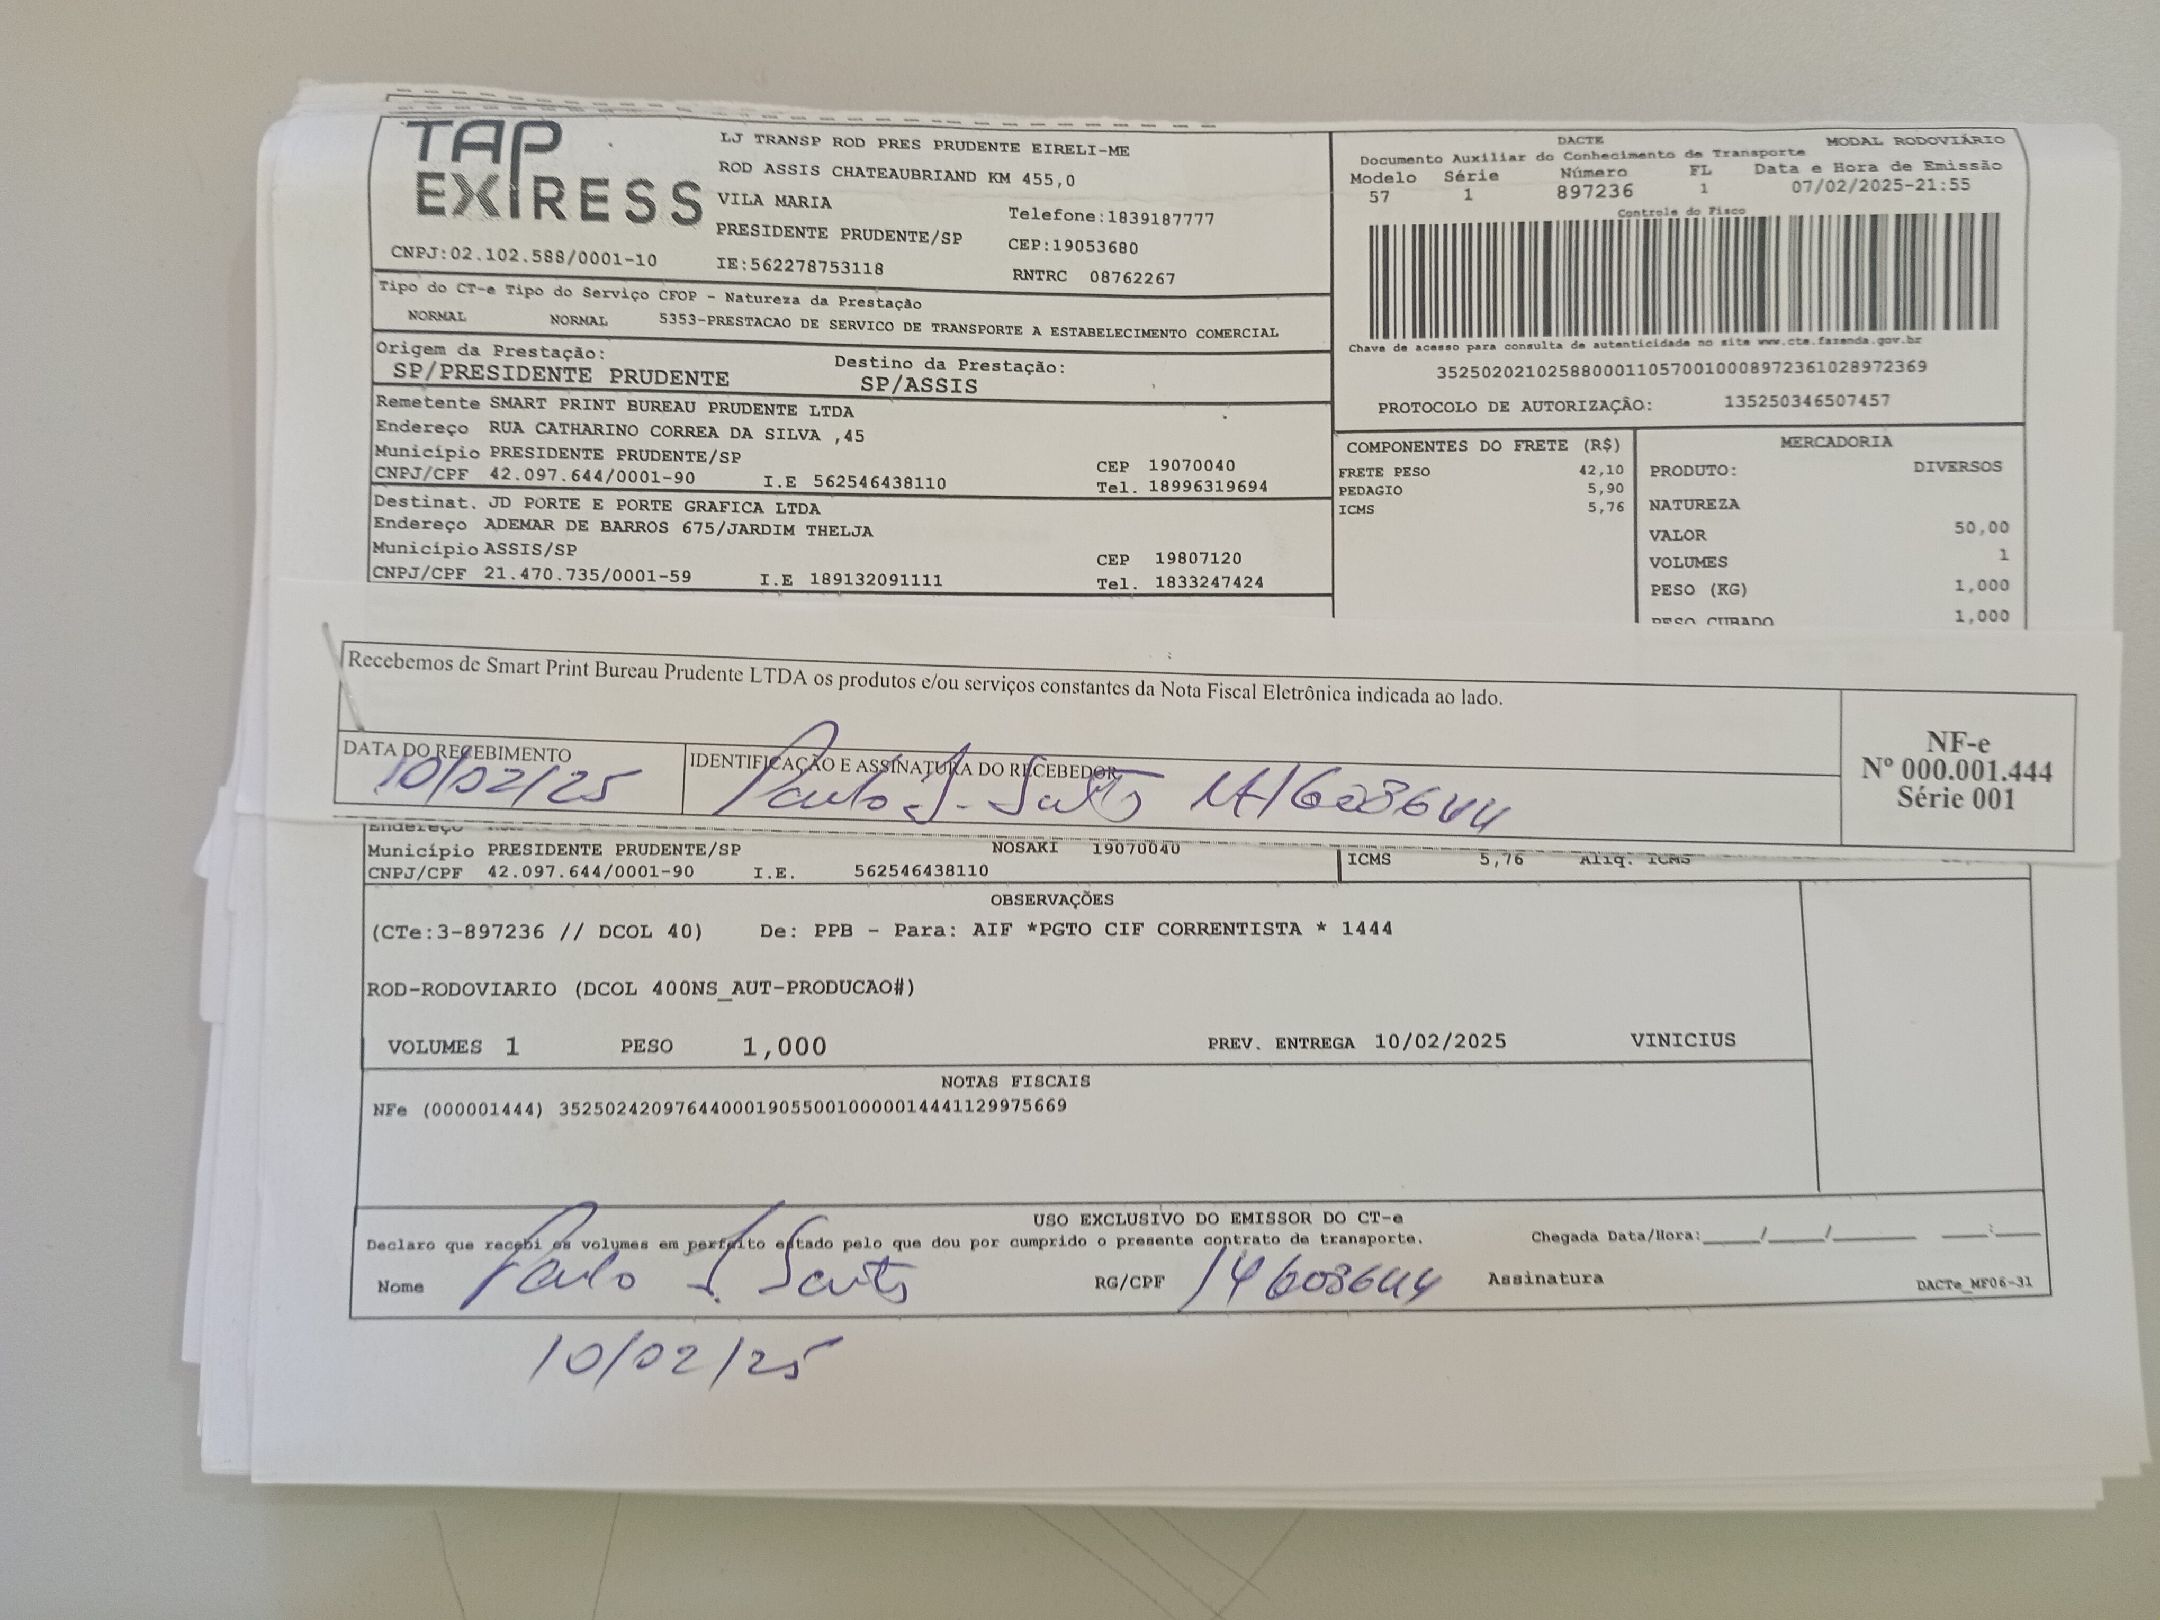 TAP EXPRESS
LJ TRANSP ROD PRES PRUDENTE EIRELI-ME
ROD ASSIS CHATEAUBRIAND KM 455,0
VILA MARIA
Telefone:1839187777
PRESIDENTE PRUDENTE/SP
CEP:19053680
CNPJ:02.102.588/0001-10 IE:562278753118
RNTRC 08762267
DACTE MODAL RODOVIÁRIO
Documento Auxiliar do Conhecimento de Transporte
Modelo Série Número FL Data e Hora de Emissão
57 1 897236 1 07/02/2025-21:55
Controle do Fisco
Chave de acesso para consulta de autenticidade no site www.cte.fazenda.gov.br
35250202102588000110570010008972361028972369
PROTOCOLO DE AUTORIZAÇÃO: 135250346507457
Tipo do CT-e Tipo do Serviço CFOP - Natureza da Prestação
NORMAL NORMAL 5353-PRESTACAO DE SERVICO DE TRANSPORTE A ESTABELECIMENTO COMERCIAL
Origem da Prestação: Destino da Prestação:
SP/PRESIDENTE PRUDENTE SP/ASSIS
Remetente SMART PRINT BUREAU PRUDENTE LTDA
Endereço RUA CATHARINO CORREA DA SILVA ,45
Município PRESIDENTE PRUDENTE/SP CEP 19070040
CNPJ/CPF 42.097.644/0001-90 I.E 562546438110 Tel. 18996319694
Destinat. JD PORTE E PORTE GRAFICA LTDA
Endereço ADEMAR DE BARROS 675/JARDIM THELJA
Município ASSIS/SP CEP 19807120
CNPJ/CPF 21.470.735/0001-59 I.E 189132091111 Tel. 1833247424
COMPONENTES DO FRETE (R$)
FRETE PESO 42,10
PEDAGIO 5,90
ICMS 5,76
MERCADORIA
PRODUTO: DIVERSOS
NATUREZA
VALOR 50,00
VOLUMES 1
PESO (KG) 1,000
PESO CUBADO 1,000
Recebemos de Smart Print Bureau Prudente LTDA os produtos e/ou serviços constantes da Nota Fiscal Eletrônica indicada ao lado.
DATA DO RECEBIMENTO IDENTIFICAÇÃO E ASSINATURA DO RECEBEDOR
10/02/25 Paulo 14608644
NF-e
Nº 000.001.444
Série 001
Endereço
Município PRESIDENTE PRUDENTE/SP NOSAKI 19070040
CNPJ/CPF 42.097.644/0001-90 I.E. 562546438110
ICMS 5,76 Aliq. ICMS
OBSERVAÇÕES
(CTe:3-897236 // DCOL 40) De: PPB - Para: AIF *PGTO CIF CORRENTISTA * 1444
ROD-RODOVIARIO (DCOL 400NS_AUT-PRODUCAO#)
VOLUMES 1 PESO 1,000 PREV. ENTREGA 10/02/2025 VINICIUS
NOTAS FISCAIS
NFe (000001444) 35250242097644000190550010000014441129975669
USO EXCLUSIVO DO EMISSOR DO CT-e
Declaro que recebi os volumes em perfeito estado pelo que dou por cumprido o presente contrato de transporte. Chegada Data/Hora:____/____/______ ___:___
Nome Paulo RG/CPF 14608644 Assinatura DACTe_MF06-31
10/02/25